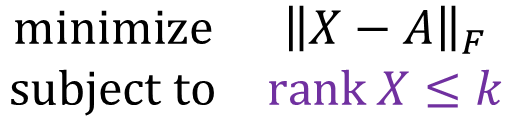 minimize ‖X − A‖_F
subject to rank X ≤ k